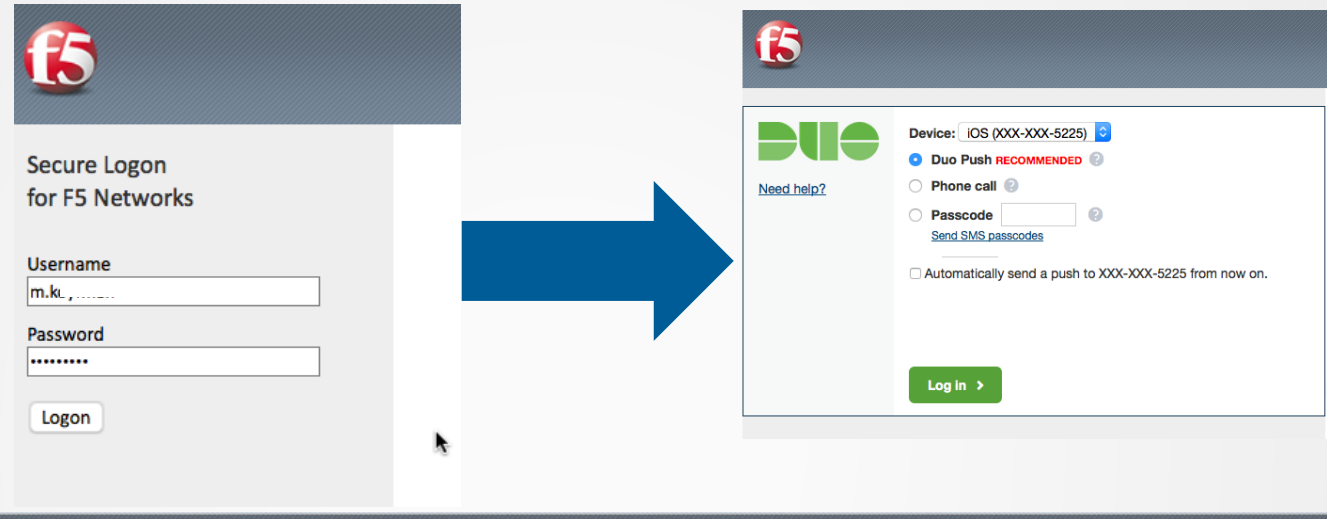 f5
Secure Logon
for F5 Networks
Username
Password
•••••••••
Logon
f5
DUO
Need help?
Device: iOS (XXX-XXX-5225)
Duo Push RECOMMENDED ?
Phone call ?
Passcode ?
Send SMS passcodes
Automatically send a push to XXX-XXX-5225 from now on.
Log in >